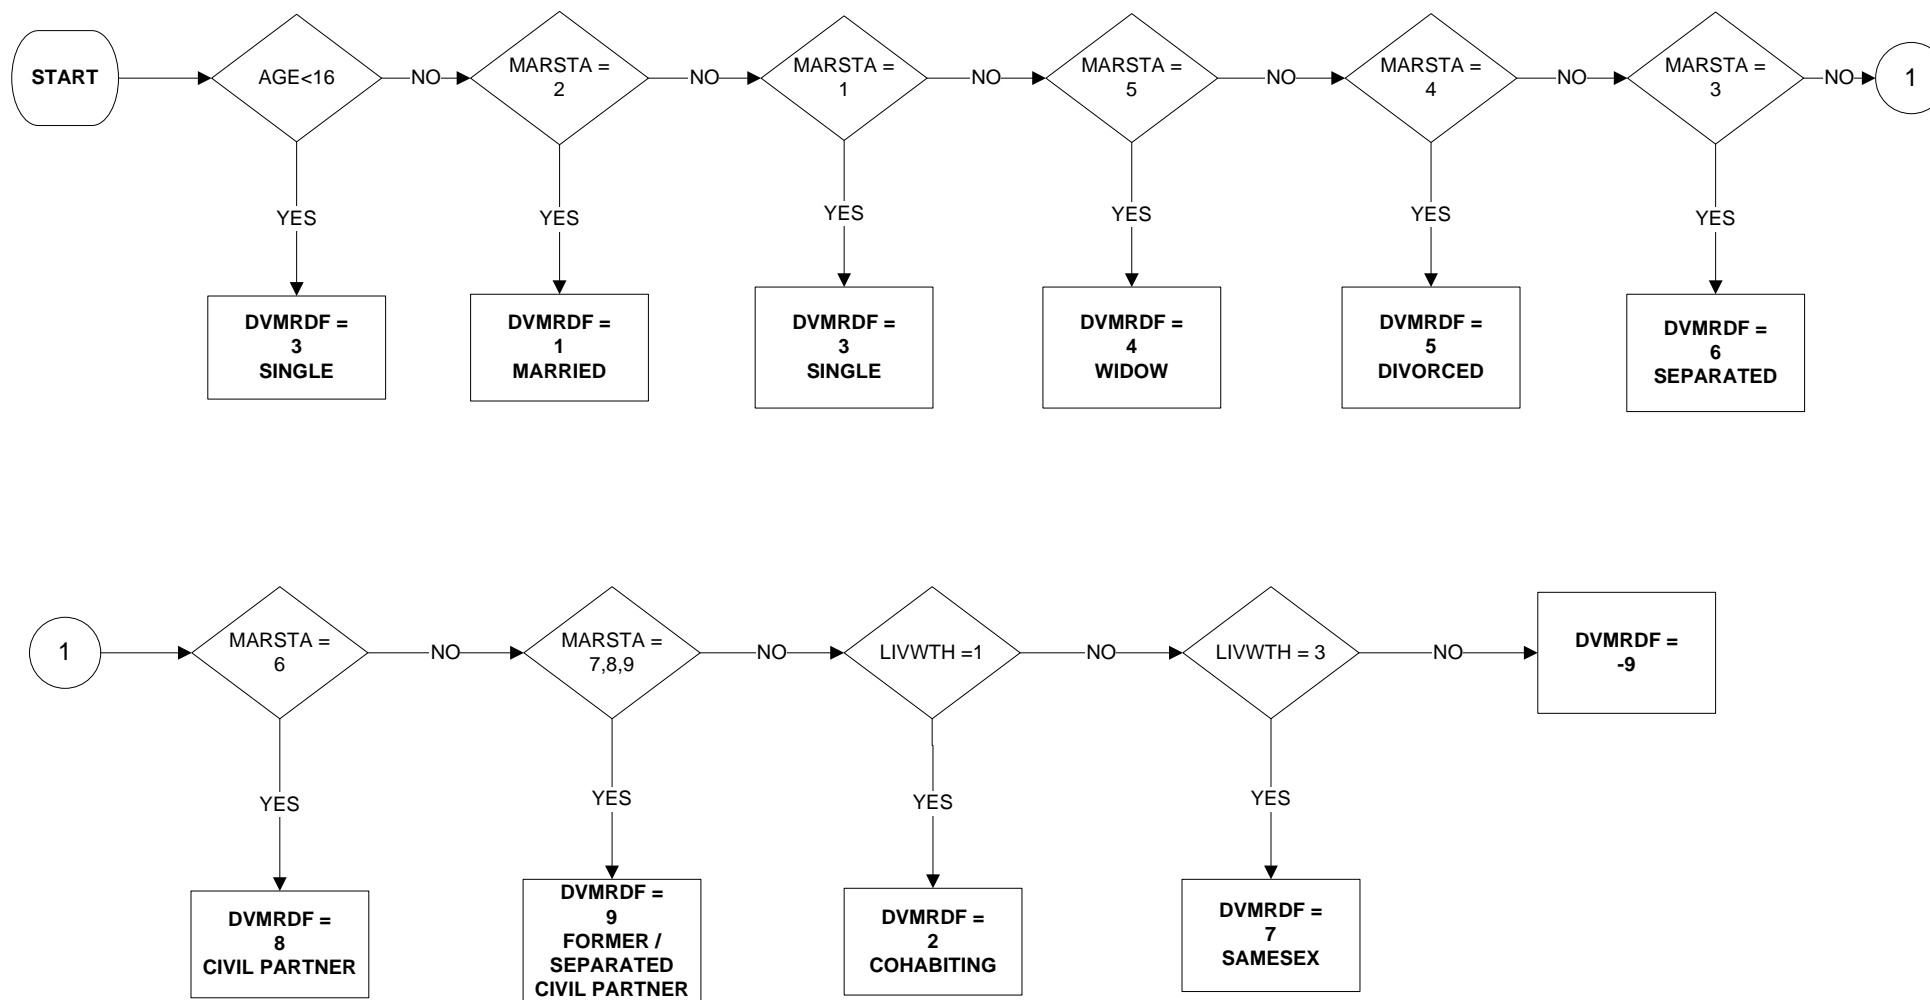 START
AGE<16
NO
MARSTA =
2
NO
MARSTA =
1
NO
MARSTA =
5
NO
MARSTA =
4
NO
MARSTA =
3
NO
1
YES
YES
YES
YES
YES
YES
DVMRDF =
3
SINGLE
DVMRDF =
1
MARRIED
DVMRDF =
3
SINGLE
DVMRDF =
4
WIDOW
DVMRDF =
5
DIVORCED
DVMRDF =
6
SEPARATED
1
MARSTA =
6
NO
MARSTA =
7,8,9
NO
LIVWTH =1
NO
LIVWTH = 3
NO
DVMRDF =
-9
YES
YES
YES
YES
DVMRDF =
8
CIVIL PARTNER
DVMRDF =
9
FORMER /
SEPARATED
CIVIL PARTNER
DVMRDF =
2
COHABITING
DVMRDF =
7
SAMESEX